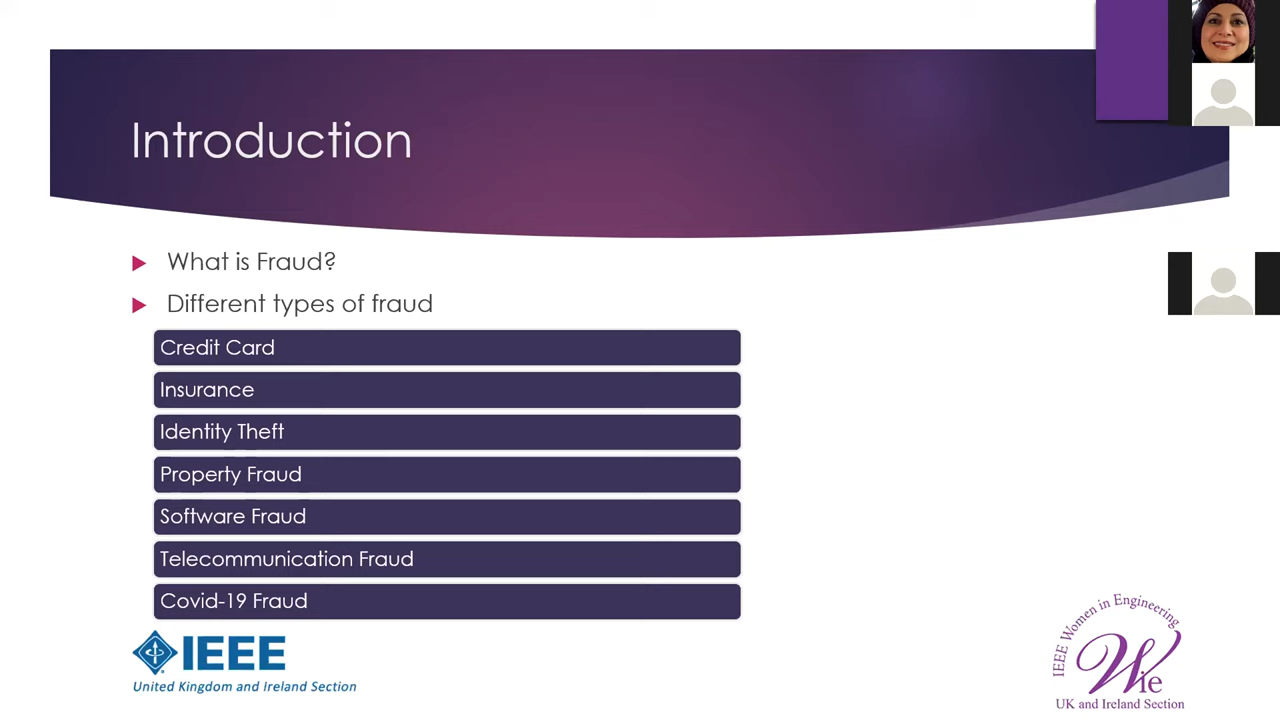 Introduction
What is Fraud?
Different types of fraud
Credit Card
Insurance
Identity Theft
Property Fraud
Software Fraud
Telecommunication Fraud
Covid-19 Fraud
IEEE
United Kingdom and Ireland Section
IEEE Women in Engineering
Wie
UK and Ireland Section